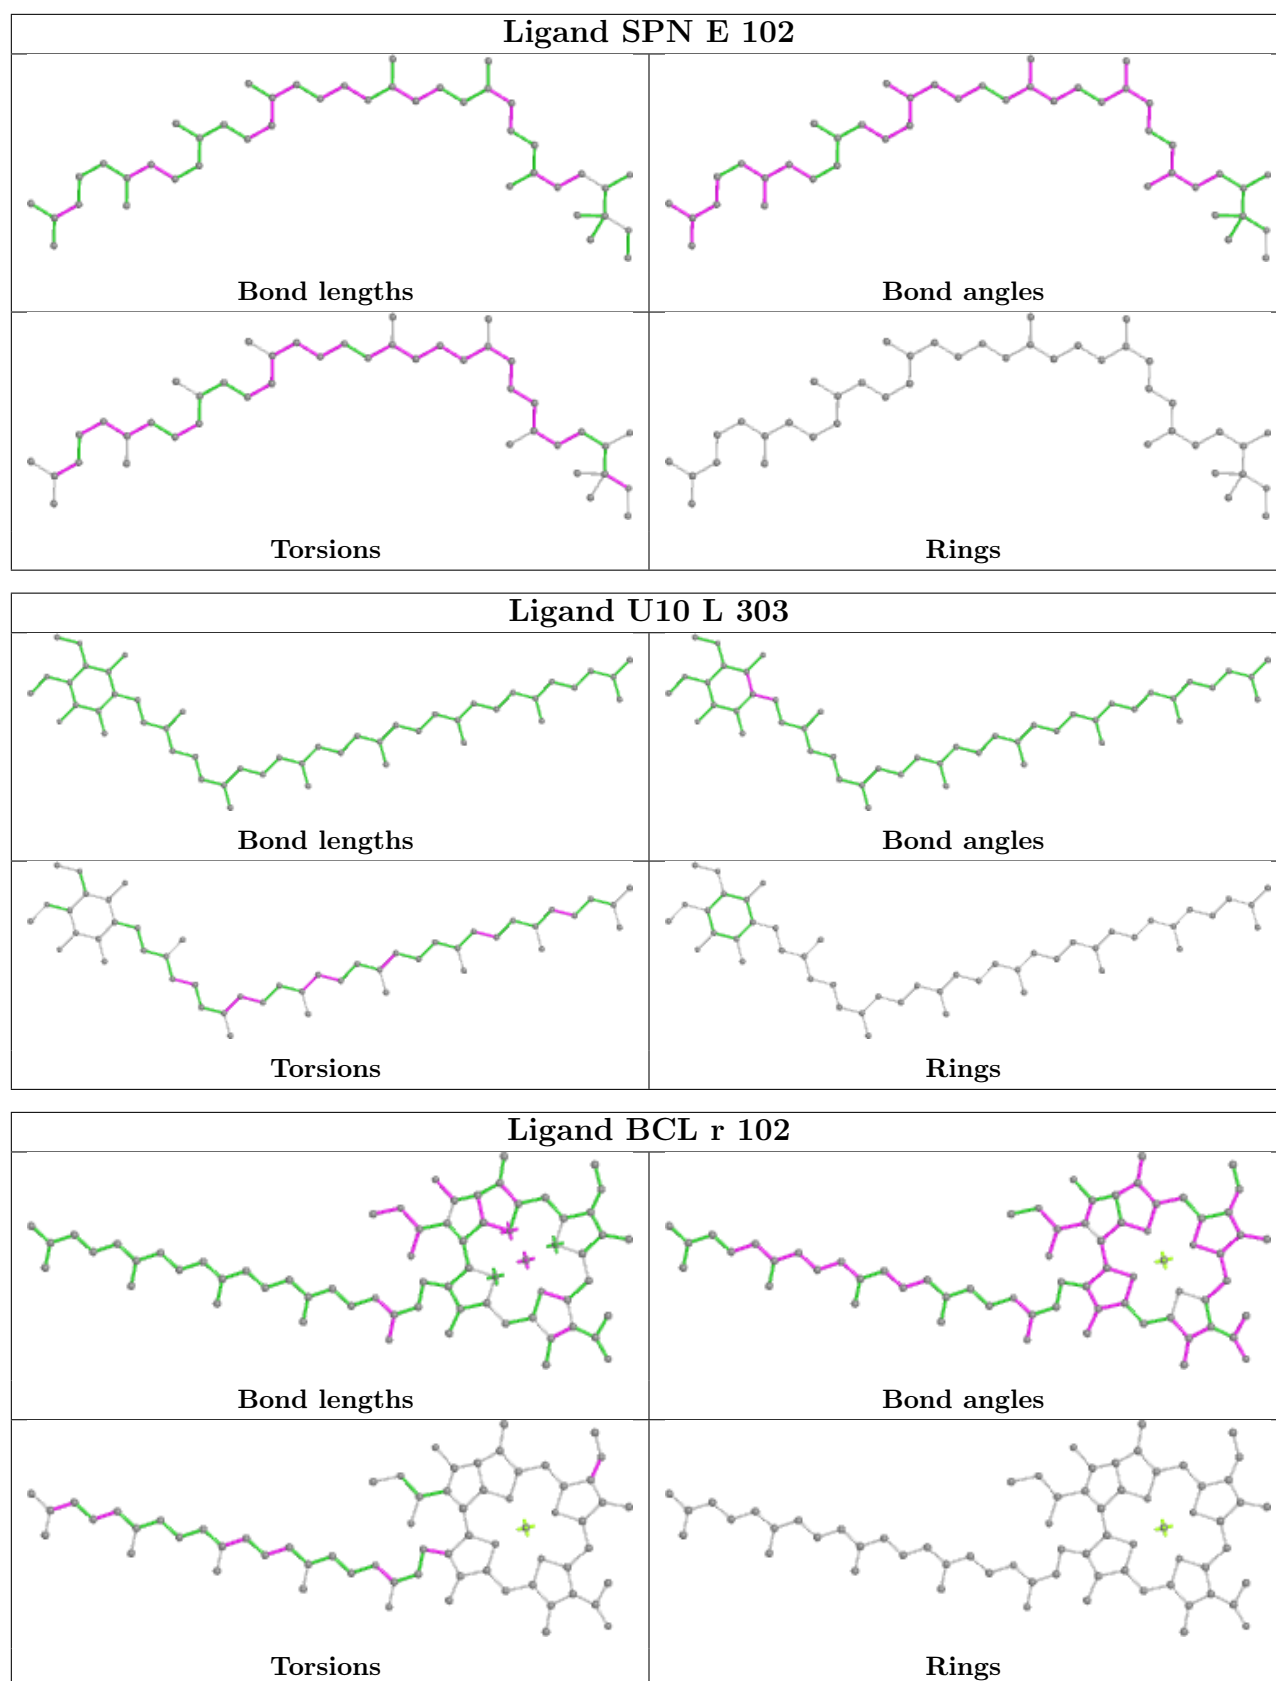 Ligand SPN E 102
Bond lengths
Bond angles
Torsions
Rings
Ligand U10 L 303
Bond lengths
Bond angles
Torsions
Rings
Ligand BCL r 102
Bond lengths
Bond angles
Torsions
Rings